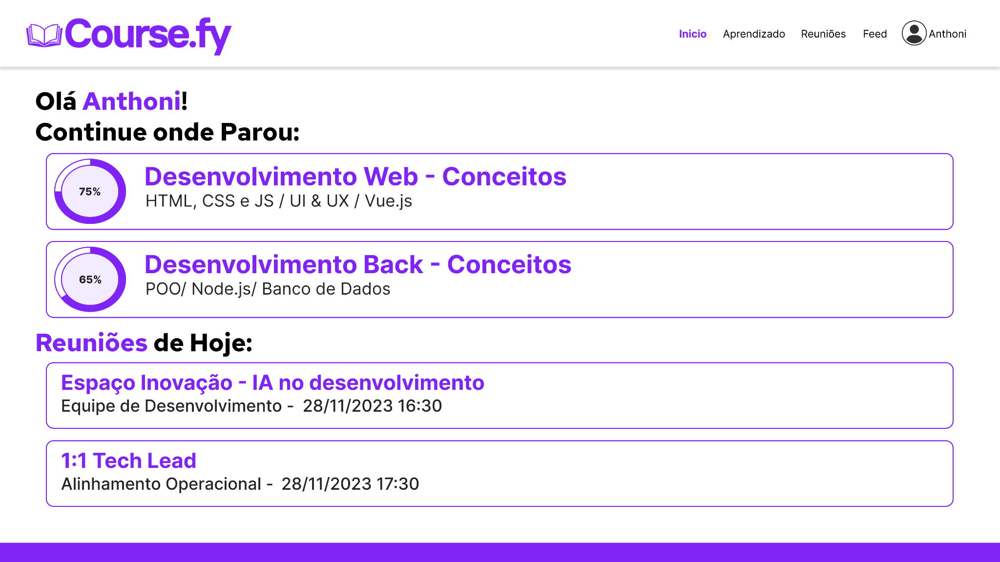 Course.fy
Inicio Aprendizado Reuniões Feed Anthoni
Olá Anthoni!
Continue onde Parou:
75%
Desenvolvimento Web - Conceitos
HTML, CSS e JS / UI & UX / Vue.js
65%
Desenvolvimento Back - Conceitos
POO/ Node.js/ Banco de Dados
Reuniões de Hoje:
Espaço Inovação - IA no desenvolvimento
Equipe de Desenvolvimento - 28/11/2023 16:30
1:1 Tech Lead
Alinhamento Operacional - 28/11/2023 17:30